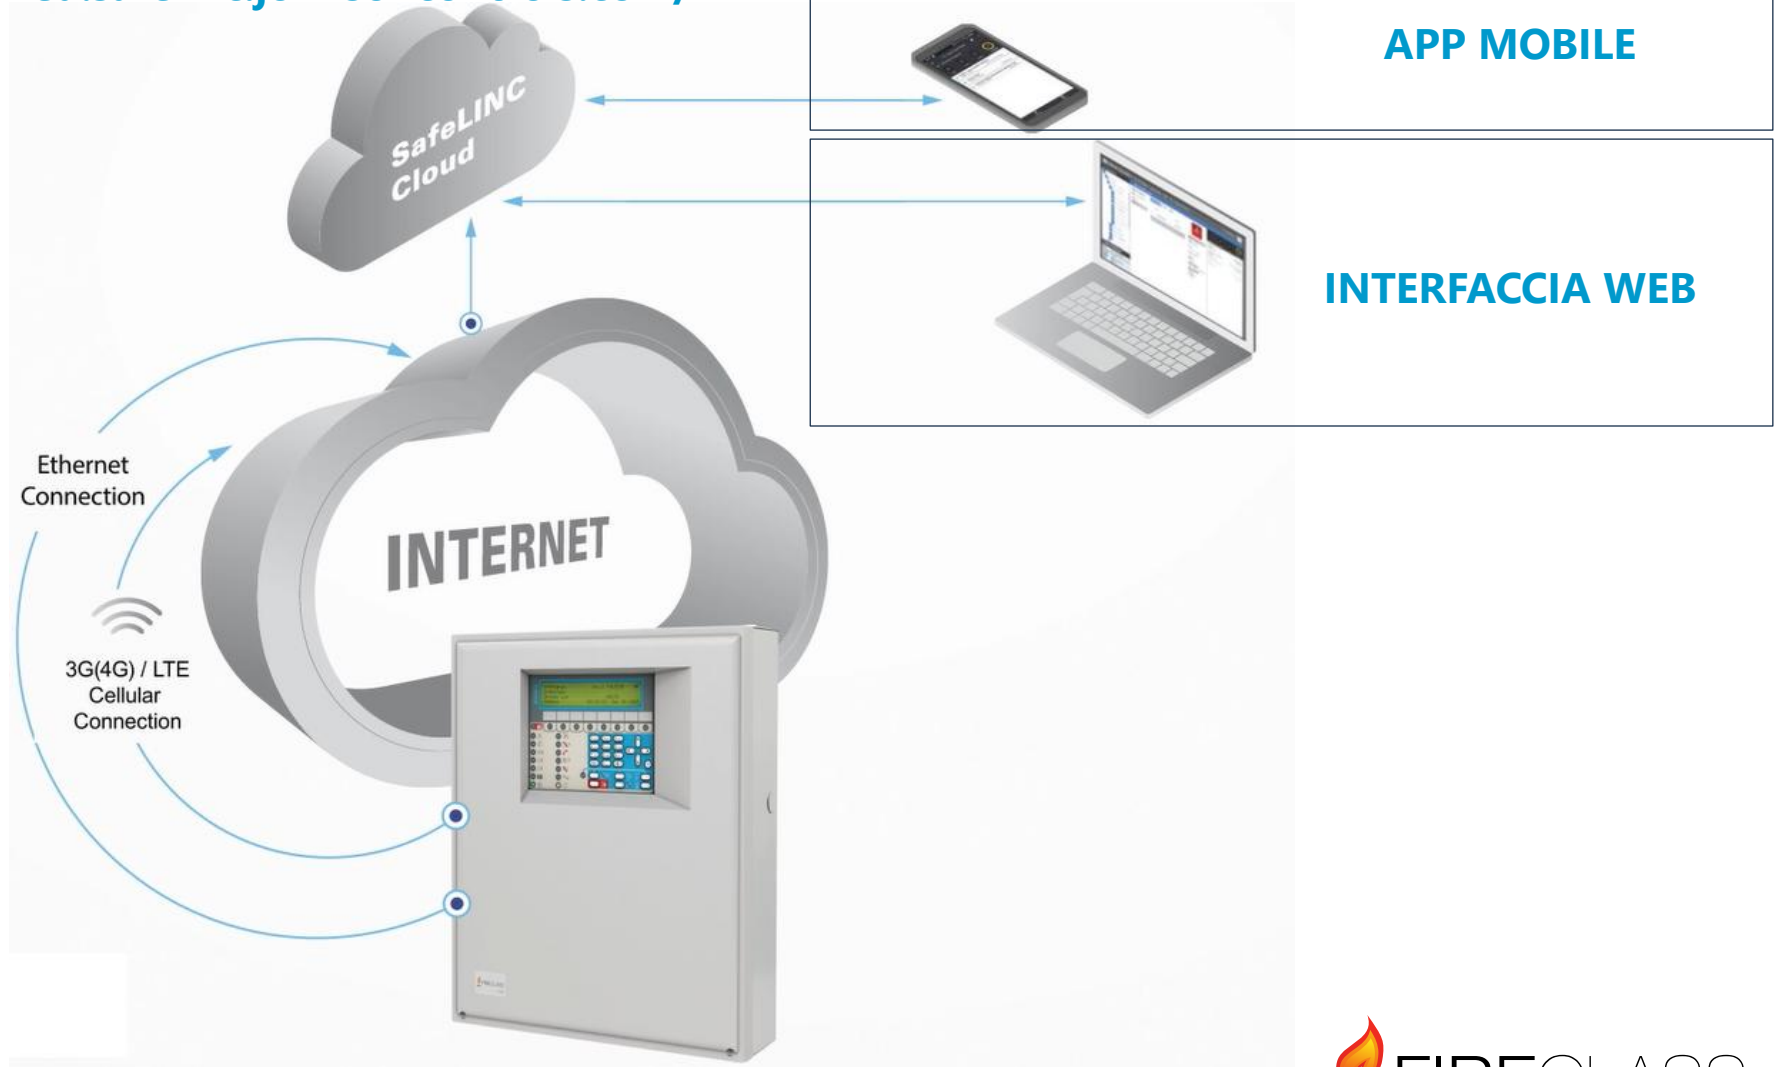 APP MOBILE
SafeLINC
Cloud
INTERFACCIA WEB
Ethernet
Connection
INTERNET
3G(4G) / LTE
Cellular
Connection